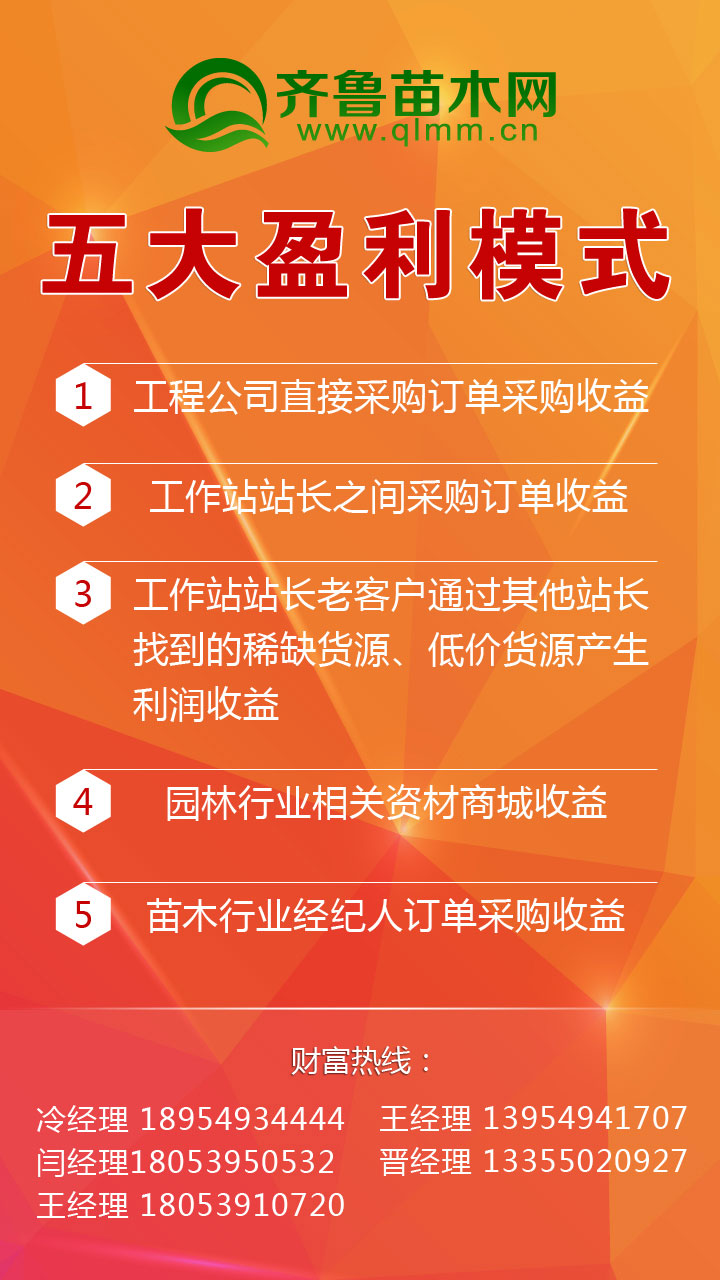 齐鲁苗木网
www.qlmm.cn
五大盈利模式
1 工程公司直接采购订单采购收益
2 工作站站长之间采购订单收益
3 工作站站长老客户通过其他站长
找到的稀缺货源、低价货源产生
利润收益
4 园林行业相关资材商城收益
5 苗木行业经纪人订单采购收益
财富热线：
冷经理 18954934444 王经理 13954941707
闫经理18053950532 晋经理 13355020927
王经理 18053910720